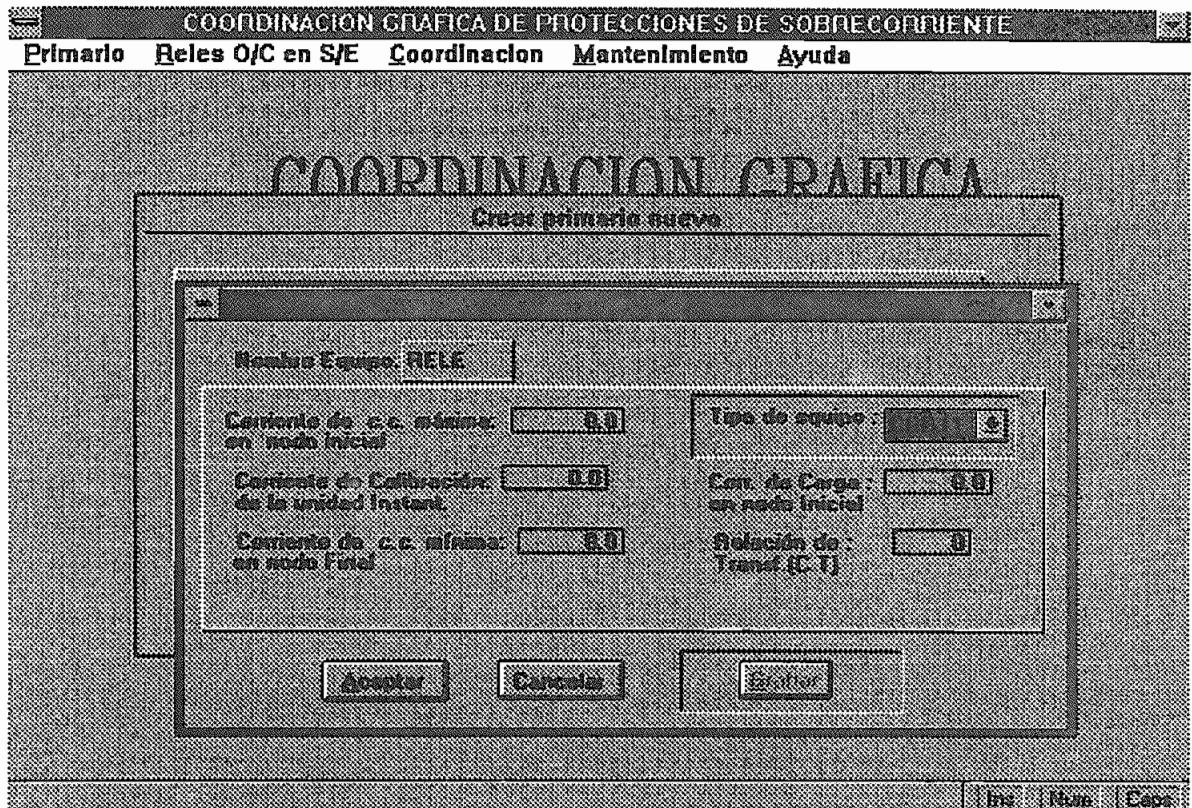 COORDINACION GRAFICA DE PROTECCIONES DE SOBRECORRIENTE
Primario Reles O/C en S/E Coordinacion Mantenimiento Ayuda
COORDINACION GRAFICA
Crear primario nuevo
Nombre Equipo: RELE
Corriente de c.c. máxima: 0.0
en nodo Inicial
Tipo de equipo :
Corriente de Calibración: 0.0
de la unidad Instant.
Corr. de Carga : 0.0
en nodo Inicial
Corriente de c.c. mínima: 0.0
en nodo Final
Relación de : 0
Transf.(C.T)
Aceptar Cancelar Grafiar
Ins Num Caps